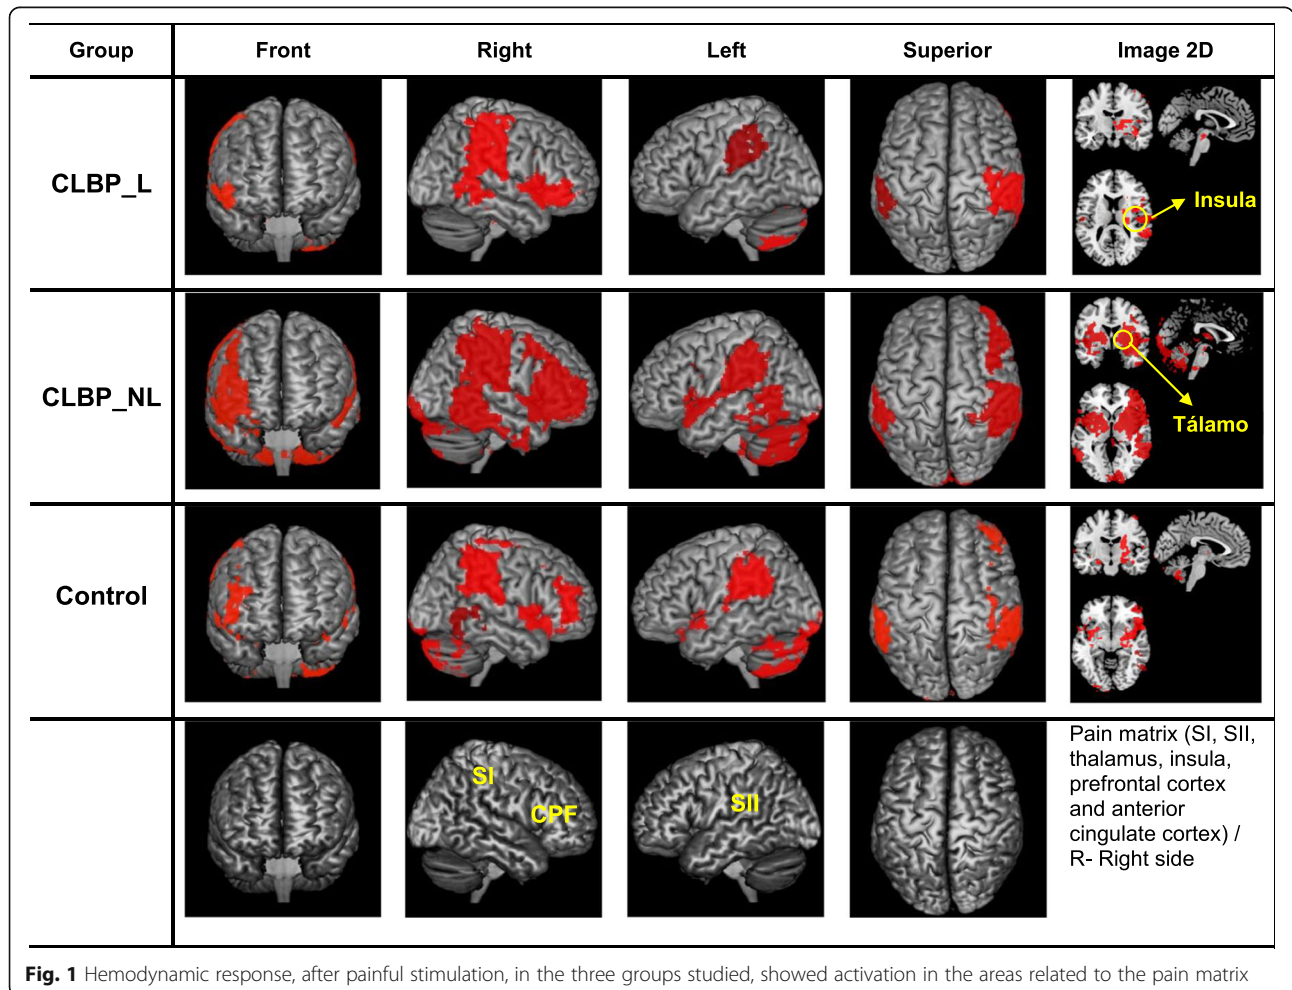 Group Front Right Left Superior Image 2D
CLBP_L
Insula
CLBP_NL
Tálamo
Control
SI
CPF
SII
Pain matrix (SI, SII,
thalamus, insula,
prefrontal cortex
and anterior
cingulate cortex) /
R- Right side
Fig. 1 Hemodynamic response, after painful stimulation, in the three groups studied, showed activation in the areas related to the pain matrix